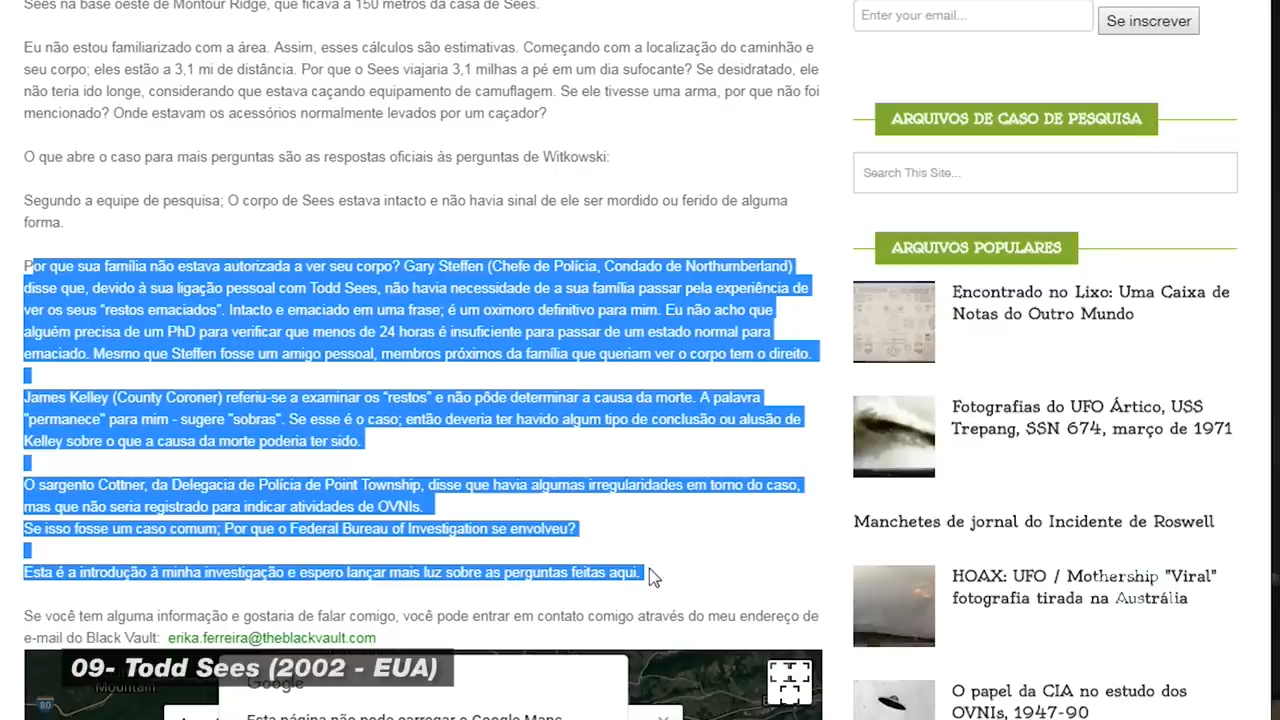 Sees na base oeste de Montour Ridge, que ficava a 150 metros da casa de Sees.
Eu não estou familiarizado com a área. Assim, esses cálculos são estimativas. Começando com a localização do caminhão e
seu corpo; eles estão a 3,1 mi de distância. Por que o Sees viajaria 3,1 milhas a pé em um dia sufocante? Se desidratado, ele
não teria ido longe, considerando que estava caçando equipamento de camuflagem. Se ele tivesse uma arma, por que não foi
mencionado? Onde estavam os acessórios normalmente levados por um caçador?
O que abre o caso para mais perguntas são as respostas oficiais às perguntas de Witkowski:
Segundo a equipe de pesquisa; O corpo de Sees estava intacto e não havia sinal de ele ser mordido ou ferido de alguma
forma.
Por que sua família não estava autorizada a ver seu corpo? Gary Steffen (Chefe de Polícia, Condado de Northumberland)
disse que, devido à sua ligação pessoal com Todd Sees, não havia necessidade de a sua família passar pela experiência de
ver os seus “restos emaciados”. Intacto e emaciado em uma frase; é um oximoro definitivo para mim. Eu não acho que
alguém precisa de um PhD para verificar que menos de 24 horas é insuficiente para passar de um estado normal para
emaciado. Mesmo que Steffen fosse um amigo pessoal, membros próximos da família que queriam ver o corpo tem o direito.
James Kelley (County Coroner) referiu-se a examinar os “restos” e não pôde determinar a causa da morte. A palavra
"permanece" para mim - sugere "sobras". Se esse é o caso; então deveria ter havido algum tipo de conclusão ou alusão de
Kelley sobre o que a causa da morte poderia ter sido.
O sargento Cottner, da Delegacia de Polícia de Point Township, disse que havia algumas irregularidades em torno do caso,
mas que não seria registrado para indicar atividades de OVNIs.
Se isso fosse um caso comum; Por que o Federal Bureau of Investigation se envolveu?
Esta é a introdução à minha investigação e espero lançar mais luz sobre as perguntas feitas aqui.
Se você tem alguma informação e gostaria de falar comigo, você pode entrar em contato comigo através do meu endereço de
e-mail do Black Vault: erika.ferreira@theblackvault.com
09- Todd Sees (2002 - EUA)
Google
Mountain
80
Esta página não pode carregar o Google Maps
Enter your email...
Se inscrever
ARQUIVOS DE CASO DE PESQUISA
Search This Site...
ARQUIVOS POPULARES
Encontrado no Lixo: Uma Caixa de
Notas do Outro Mundo
Fotografias do UFO Ártico, USS
Trepang, SSN 674, março de 1971
Manchetes de jornal do Incidente de Roswell
HOAX: UFO / Mothership "Viral"
fotografia tirada na Austrália
O papel da CIA no estudo dos
OVNIs, 1947-90